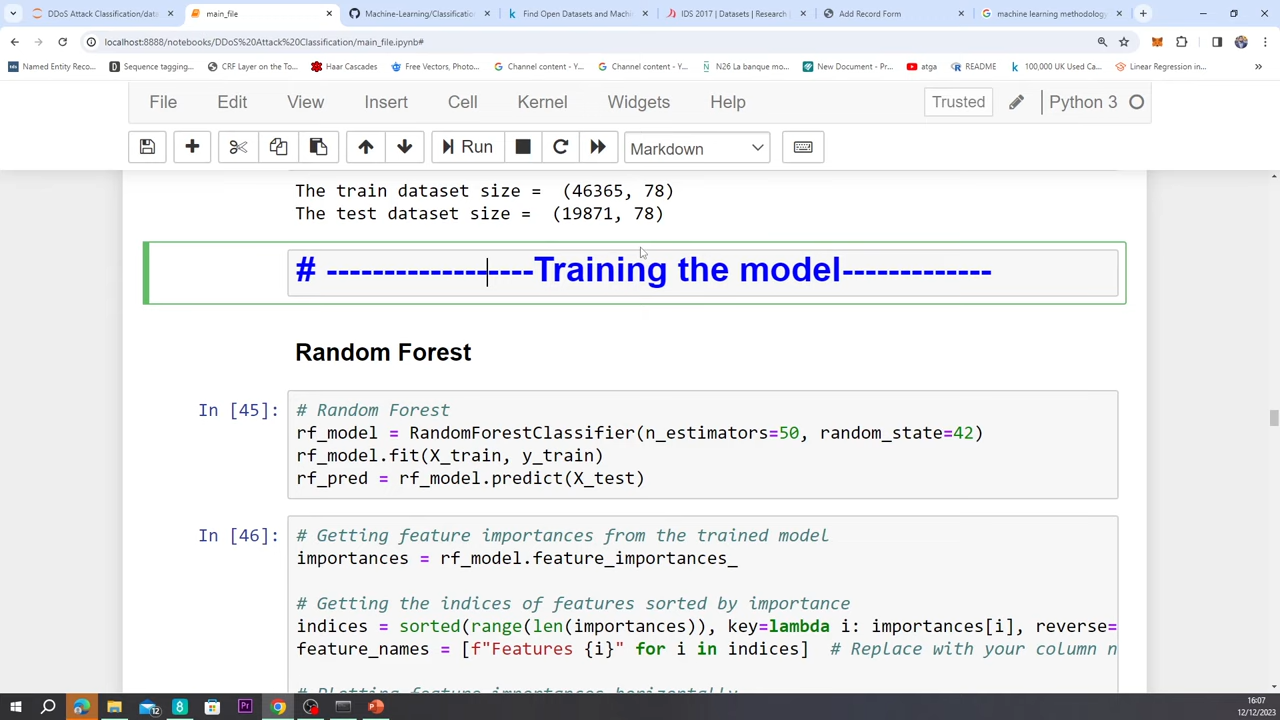 DDoS Attack Classification/data
main_file
Machine-Learning/Classification
Find Open Datasets and Machine
IDS 2017 | Datasets | Research
Add Record Form
machine learning methodology
localhost:8888/notebooks/DDoS%20Attack%20Classification/main_file.ipynb#
Named Entity Reco...
Sequence tagging...
CRF Layer on the To...
Haar Cascades
Free Vectors, Photo...
Channel content - Y...
Channel content - Y...
N26 La banque mo...
New Document - Pr...
atga
README
100,000 UK Used Ca...
Linear Regression in...
File Edit View Insert Cell Kernel Widgets Help Trusted Python 3
Run Markdown
The train dataset size =  (46365, 78)
The test dataset size =  (19871, 78)
# ------------------Training the model-------------
Random Forest
In [45]:
# Random Forest
rf_model = RandomForestClassifier(n_estimators=50, random_state=42)
rf_model.fit(X_train, y_train)
rf_pred = rf_model.predict(X_test)
In [46]:
# Getting feature importances from the trained model
importances = rf_model.feature_importances_
# Getting the indices of features sorted by importance
indices = sorted(range(len(importances)), key=lambda i: importances[i], reverse=
feature_names = [f"Features {i}" for i in indices]  # Replace with your column n
# Plotting feature importances horizontally
16:07
12/12/2023